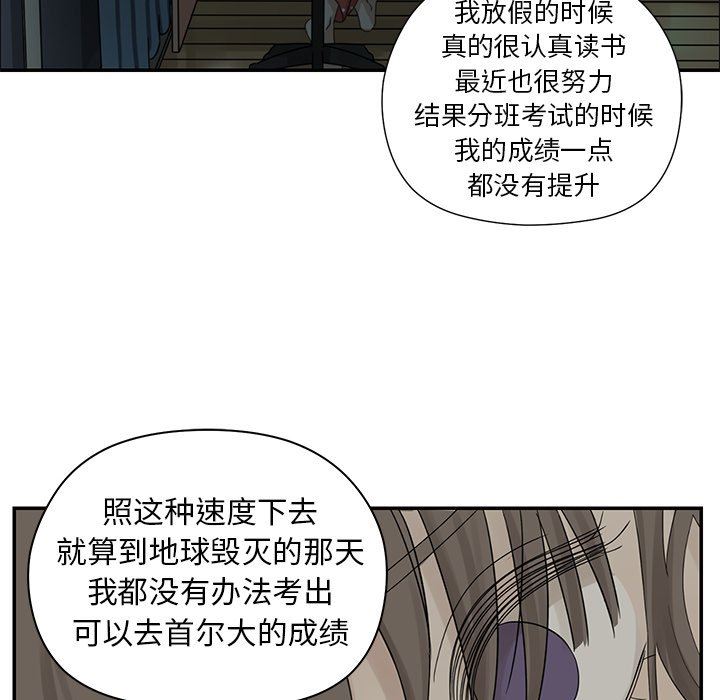 我放假的时候
真的很认真读书
最近也很努力
结果分班考试的时候
我的成绩一点
都没有提升
照这种速度下去
就算到地球毁灭的那天
我都没有办法考出
可以去首尔大的成绩